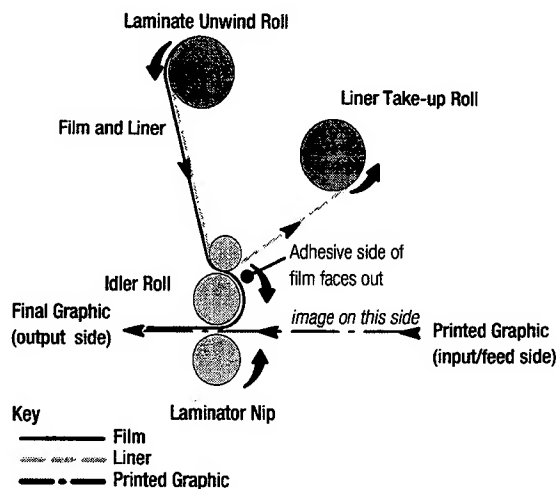 Laminate Unwind Roll
Liner Take-up Roll
Film and Liner
Adhesive side of
film faces out
Idler Roll
Final Graphic
(output side)
image on this side
Printed Graphic
(input/feed side)
Laminator Nip
Key
Film
Liner
Printed Graphic